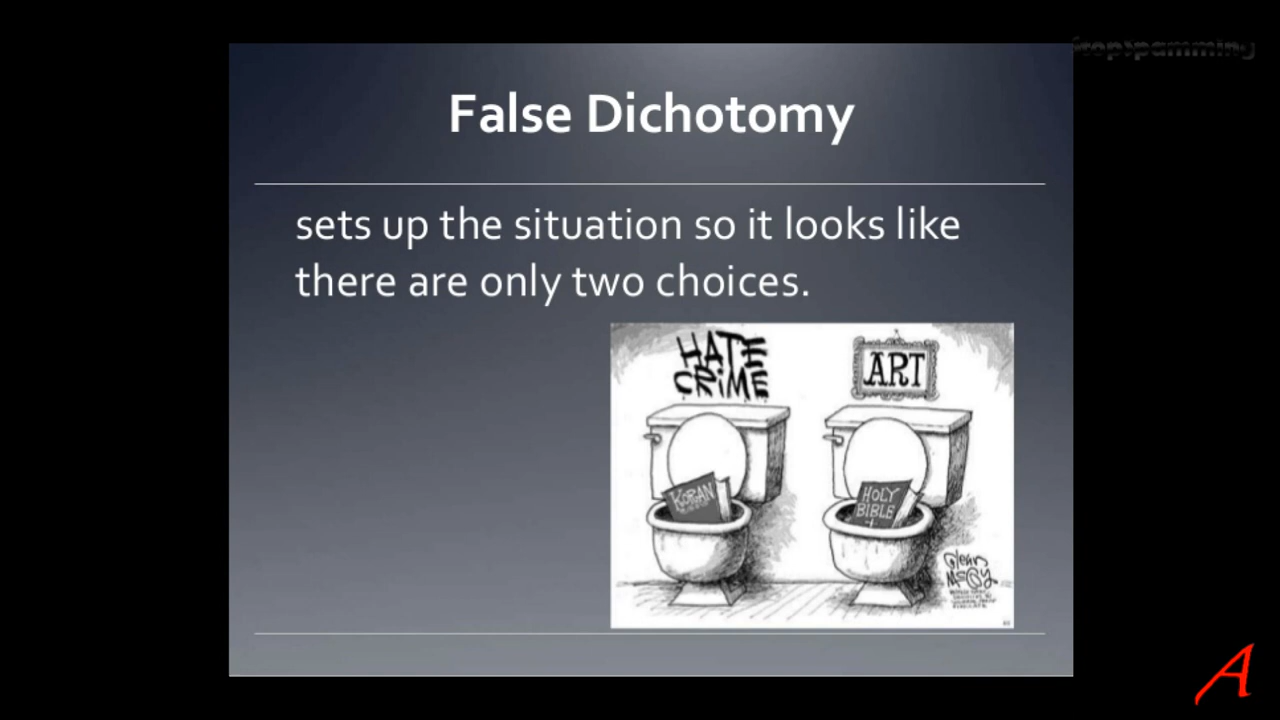 False Dichotomy
sets up the situation so it looks like
there are only two choices.
HATE
CRIME
ART
KORAN
HOLY
BIBLE
Glenn
McCoy
A